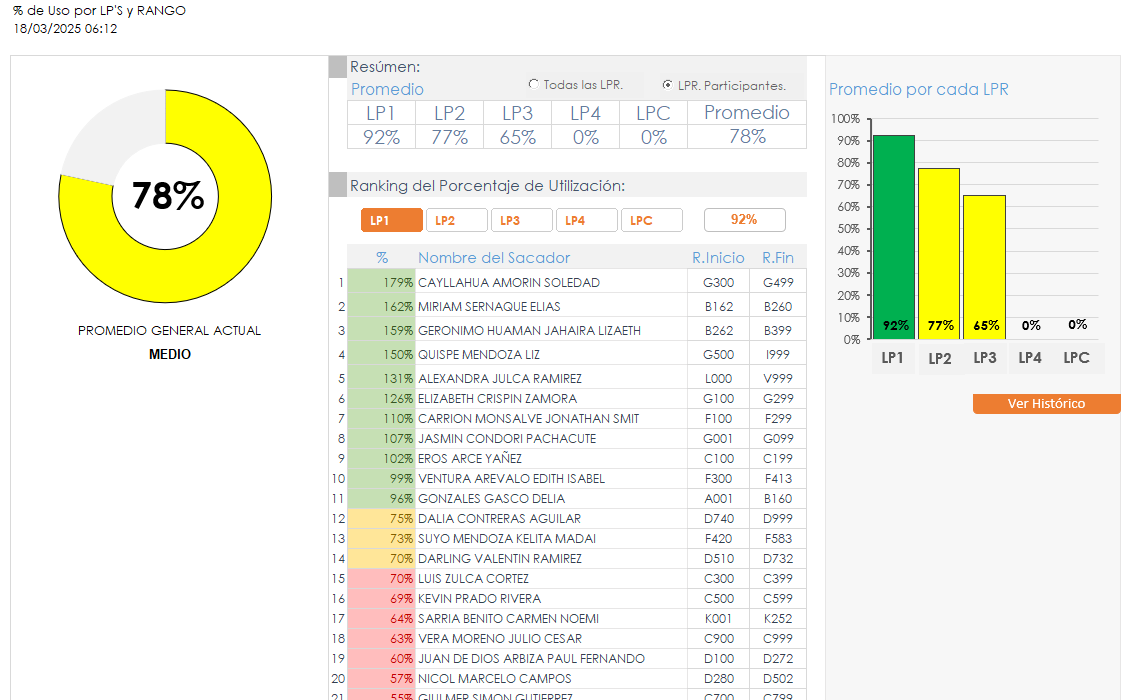 % de Uso por LP'S y RANGO
18/03/2025 06:12
78%
PROMEDIO GENERAL ACTUAL
MEDIO
Resúmen:
Promedio
Todas las LPR.
LPR. Participantes.
LP1 LP2 LP3 LP4 LPC Promedio
92% 77% 65% 0% 0% 78%
Ranking del Porcentaje de Utilización:
LP1 LP2 LP3 LP4 LPC 92%
% Nombre del Sacador R.Inicio R.Fin
1 179% CAYLLAHUA AMORIN SOLEDAD G300 G499
2 162% MIRIAM SERNAQUE ELIAS B162 B260
3 159% GERONIMO HUAMAN JAHAIRA LIZAETH B262 B399
4 150% QUISPE MENDOZA LIZ G500 I999
5 131% ALEXANDRA JULCA RAMIREZ L000 V999
6 126% ELIZABETH CRISPIN ZAMORA G100 G299
7 110% CARRION MONSALVE JONATHAN SMIT F100 F299
8 107% JASMIN CONDORI PACHACUTE G001 G099
9 102% EROS ARCE YAÑEZ C100 C199
10 99% VENTURA AREVALO EDITH ISABEL F300 F413
11 96% GONZALES GASCO DELIA A001 B160
12 75% DALIA CONTRERAS AGUILAR D740 D999
13 73% SUYO MENDOZA KELITA MADAI F420 F583
14 70% DARLING VALENTIN RAMIREZ D510 D732
15 70% LUIS ZULCA CORTEZ C300 C399
16 69% KEVIN PRADO RIVERA C500 C599
17 64% SARRIA BENITO CARMEN NOEMI K001 K252
18 63% VERA MORENO JULIO CESAR C900 C999
19 60% JUAN DE DIOS ARBIZA PAUL FERNANDO D100 D272
20 57% NICOL MARCELO CAMPOS D280 D502
21 55% GIULMER SIMON GUTIERREZ C700 C799
Promedio por cada LPR
100%
90%
80%
70%
60%
50%
40%
30%
20%
10%
0%
92% 77% 65% 0% 0%
LP1 LP2 LP3 LP4 LPC
Ver Histórico